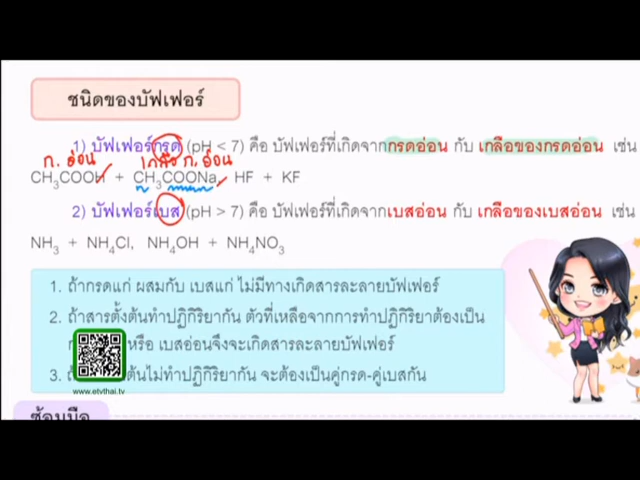 ชนิดของบัฟเฟอร์
1) บัฟเฟอร์กรด (pH < 7) คือ บัฟเฟอร์ที่เกิดจากกรดอ่อน กับ เกลือของกรดอ่อน เช่น
ก. อ่อน เกลือ ก. อ่อน
CH₃COOH + CH₃COONa, HF + KF
2) บัฟเฟอร์เบส (pH > 7) คือ บัฟเฟอร์ที่เกิดจากเบสอ่อน กับ เกลือของเบสอ่อน เช่น
NH₃ + NH₄Cl, NH₄OH + NH₄NO₃
1. ถ้ากรดแก่ ผสมกับ เบสแก่ ไม่มีทางเกิดสารละลายบัฟเฟอร์
2. ถ้าสารตั้งต้นทำปฏิกิริยากัน ตัวที่เหลือจากการทำปฏิกิริยาต้องเป็น
หรือ เบสอ่อนจึงจะเกิดสารละลายบัฟเฟอร์
3. ต้นไม่ทำปฏิกิริยากัน จะต้องเป็นคู่กรด-คู่เบสกัน
www.etvthai.tv
ซ้อมมือ